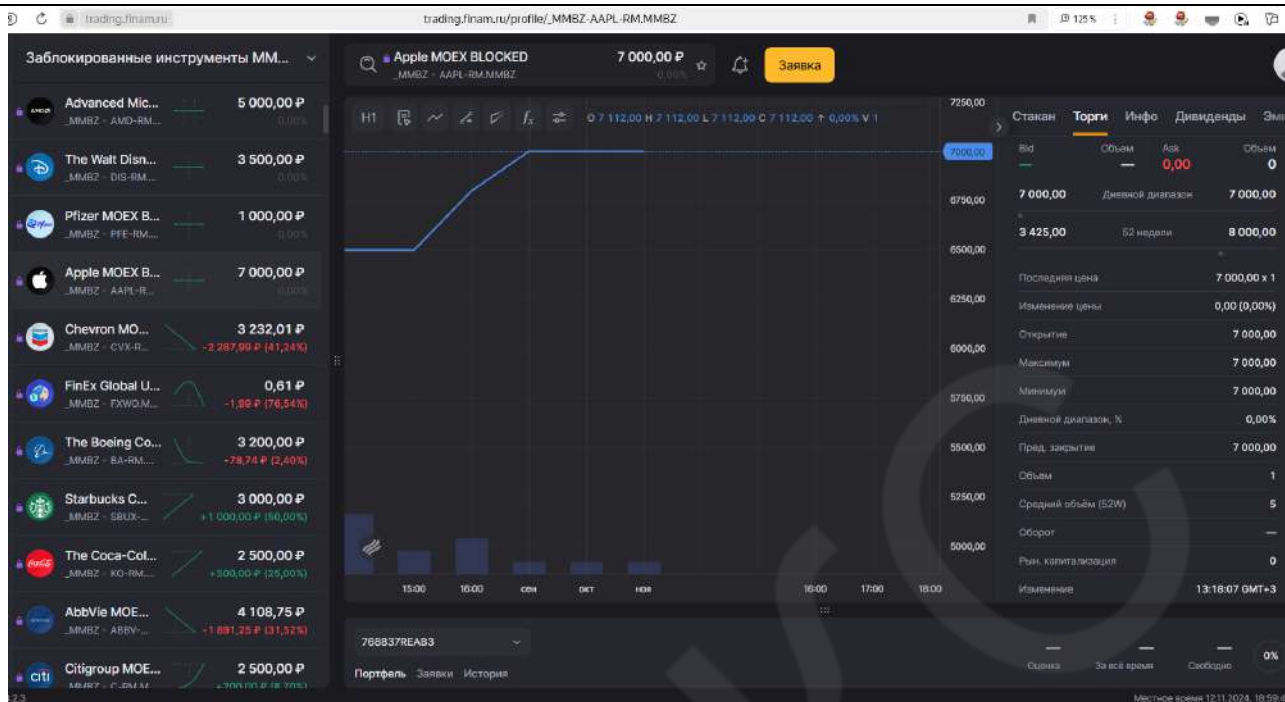 trading.finam.ru
trading.finam.ru/profile/_MMBZ-AAPL-RM.MMBZ
125 %
Заблокированные инструменты MM...
Apple MOEX BLOCKED
7 000,00 ₽
_MMBZ · AAPL-RM.MMBZ
0,00%
Заявка
Advanced Mic...
5 000,00 ₽
_MMBZ · AMD-RM...
0,00%
The Walt Disn...
3 500,00 ₽
_MMBZ · DIS-RM....
0,00%
Pfizer MOEX B...
1 000,00 ₽
_MMBZ · PFE-RM....
0,00%
Apple MOEX B...
7 000,00 ₽
_MMBZ · AAPL-R...
0,00%
Chevron MO...
3 232,01 ₽
_MMBZ · CVX-R...
-2 287,99 ₽ (41,24%)
FinEx Global U...
0,61 ₽
_MMBZ · FXWO.M...
-1,99 ₽ (76,54%)
The Boeing Co...
3 200,00 ₽
_MMBZ · BA-RM....
-78,74 ₽ (2,40%)
Starbucks C...
3 000,00 ₽
_MMBZ · SBUX-...
+1 000,00 ₽ (50,00%)
The Coca-Col...
2 500,00 ₽
_MMBZ · KO-RM....
+500,00 ₽ (25,00%)
AbbVie MOE...
4 108,75 ₽
_MMBZ · ABBV-...
-1 891,25 ₽ (31,52%)
citi
Citigroup MOE...
2 500,00 ₽
_MMBZ · C-RM.M
+200,00 ₽ (8,70%)
H1
O 7 112,00 H 7 112,00 L 7 112,00 C 7 112,00 ↑ 0,00% V 1
7250,00
7000,00
6750,00
6500,00
6250,00
6000,00
5750,00
5500,00
5250,00
5000,00
15:00 16:00 сен окт ноя 16:00 17:00 18:00
768837REAB3
Портфель Заявки История
Стакан Торги Инфо Дивиденды Эми
Bid Объем Ask Объем
— — 0,00 0
7 000,00 Дневной диапазон 7 000,00
3 425,00 52 недели 8 000,00
Последняя цена 7 000,00 x 1
Изменение цены 0,00 (0,00%)
Открытие 7 000,00
Максимум 7 000,00
Минимум 7 000,00
Дневной диапазон, % 0,00%
Пред. закрытие 7 000,00
Объем 1
Средний объём (52W) 5
Оборот —
Рын. капитализация 0
Изменение 13:18:07 GMT+3
— — — 0%
Оценка За всё время Свободно
Местное время 12.11.2024, 18:59:4